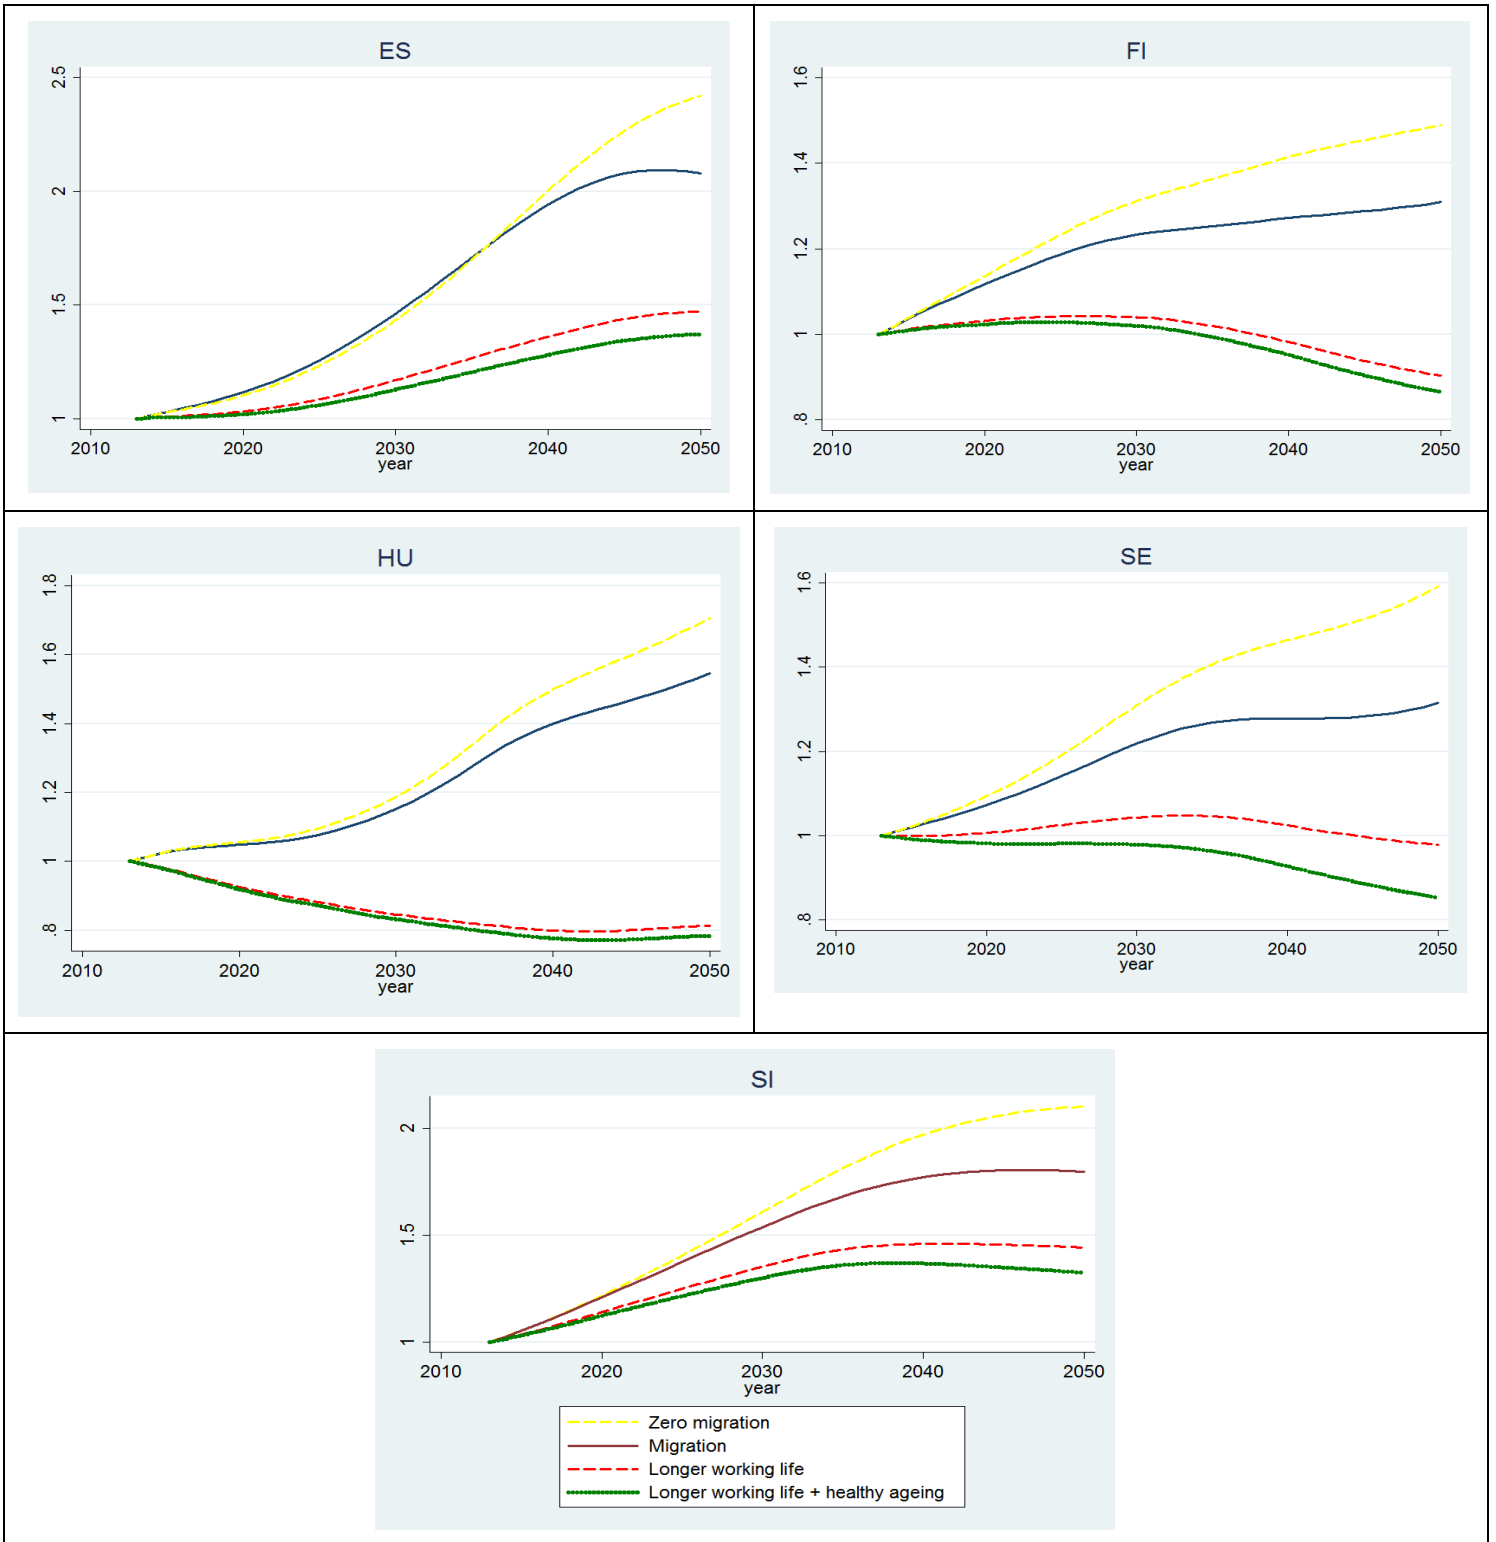 ES
2.5
2
1.5
1
2010 2020 2030 2040 2050
year
FI
1.6
1.4
1.2
1
.8
2010 2020 2030 2040 2050
year
HU
1.8
1.6
1.4
1.2
1
.8
2010 2020 2030 2040 2050
year
SE
1.6
1.4
1.2
1
.8
2010 2020 2030 2040 2050
year
SI
2
1.5
1
2010 2020 2030 2040 2050
year
Zero migration
Migration
Longer working life
Longer working life + healthy ageing